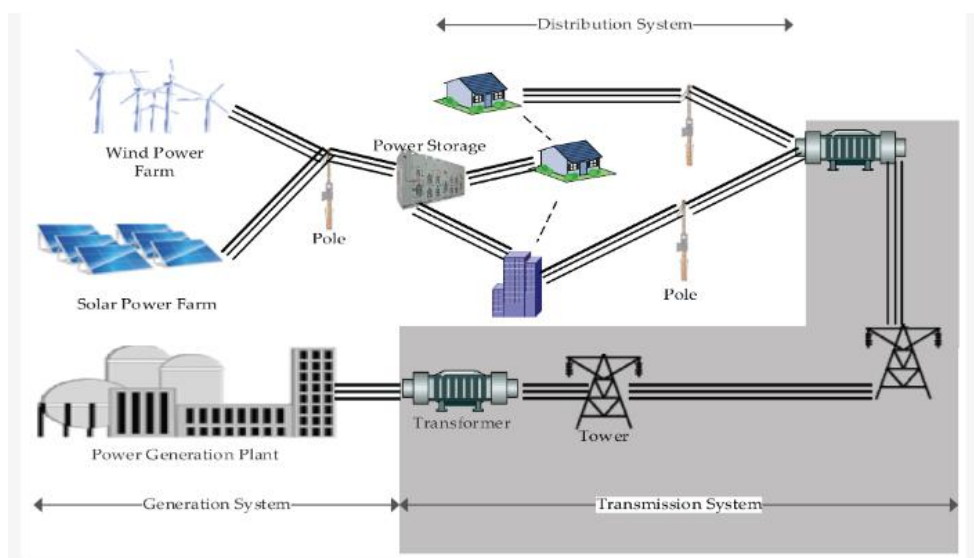 Distribution System
Wind Power
Farm
Power Storage
Pole
Solar Power Farm
Pole
Transformer
Tower
Power Generation Plant
Generation System
Transmission System